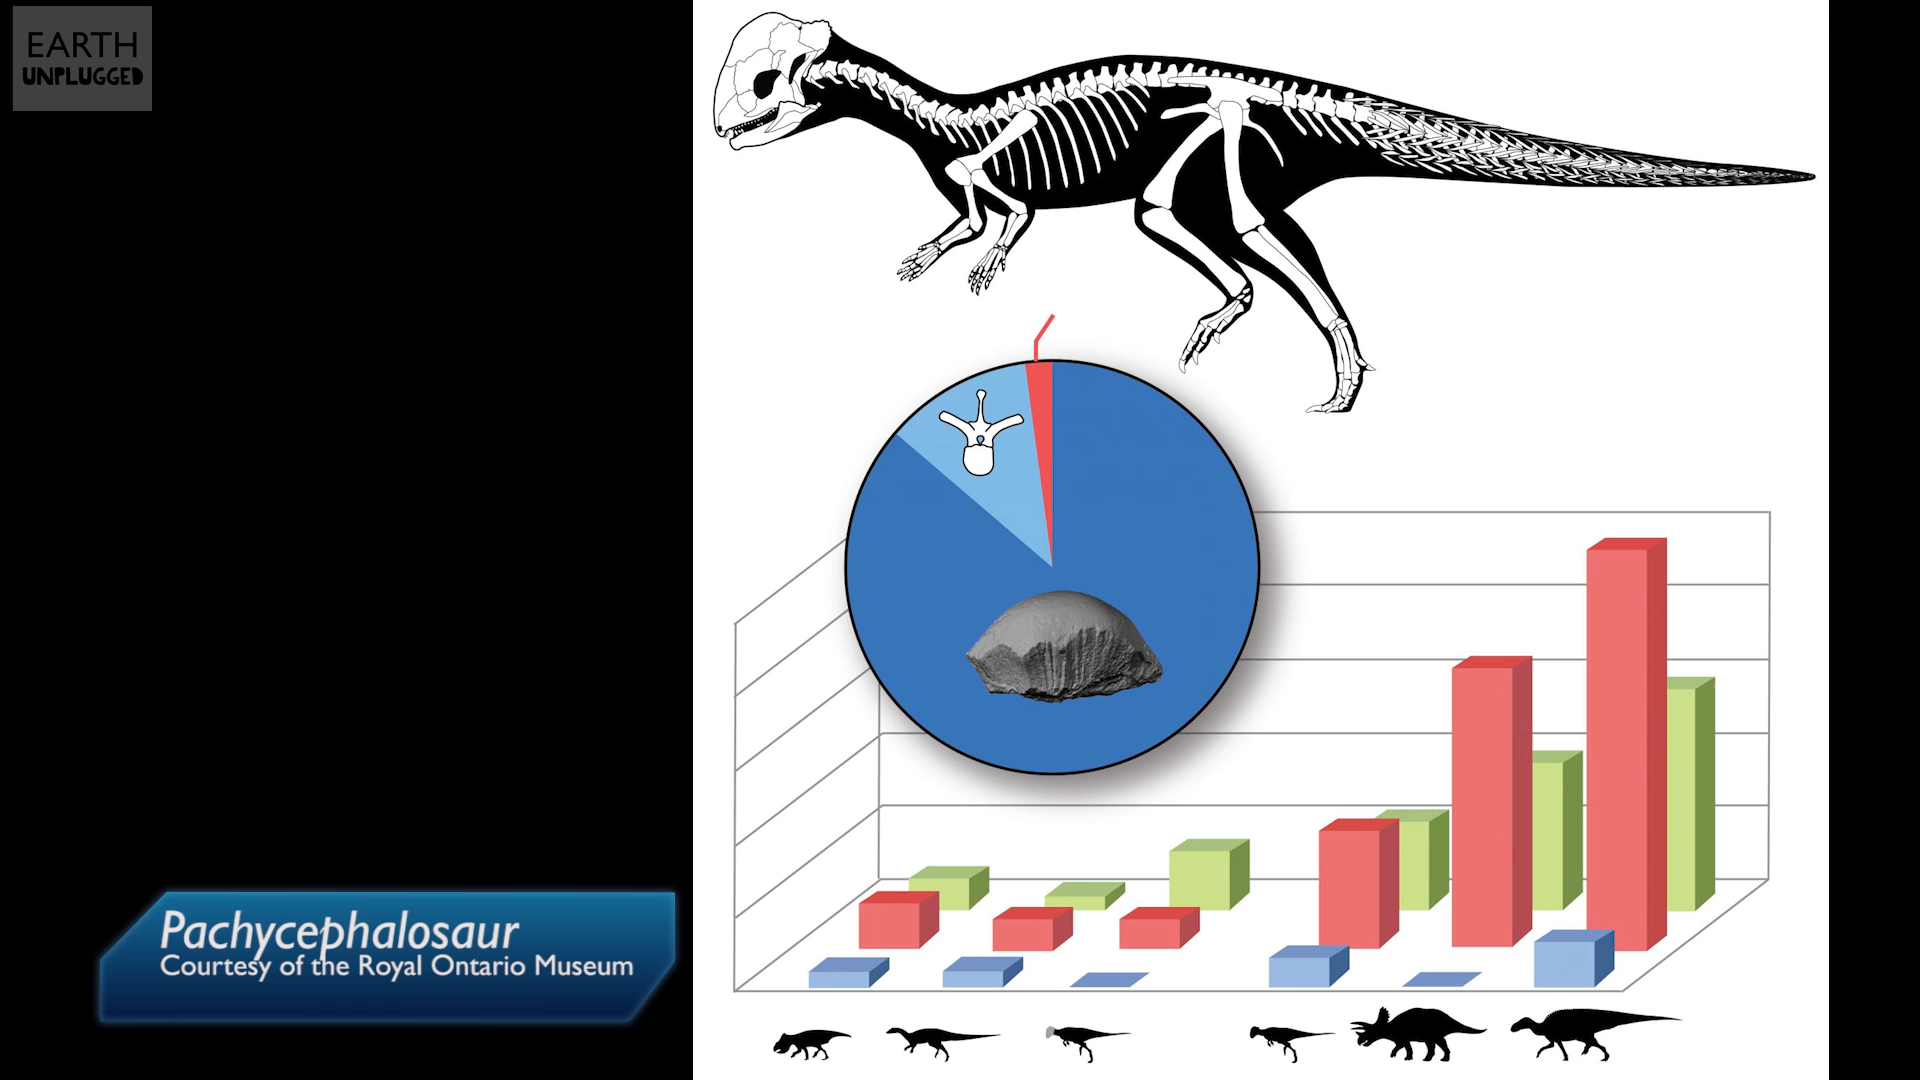 EARTH
UNPLUGGED
Pachycephalosaur
Courtesy of the Royal Ontario Museum